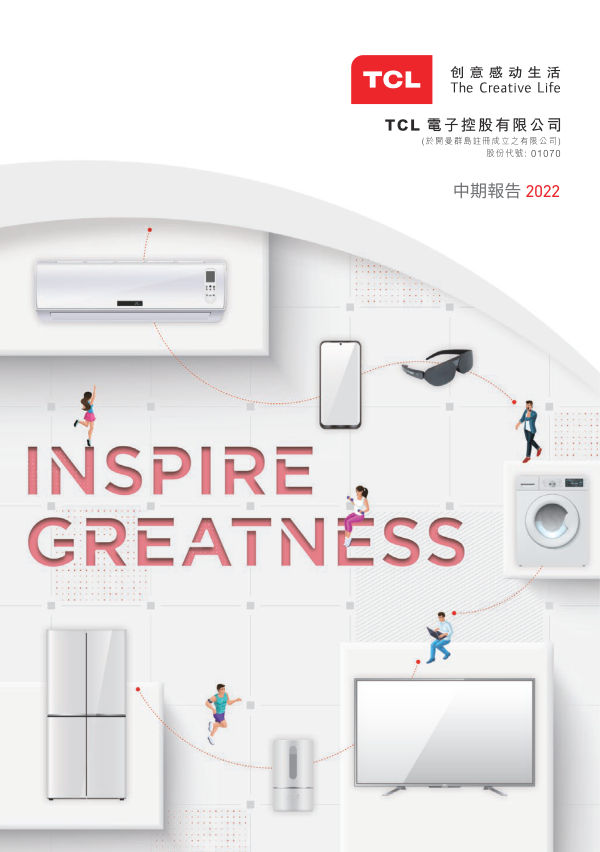 TCL
创意感动生活
The Creative Life
TCL 電子控股有限公司
(於開曼群島註冊成立之有限公司)
股份代號: 01070
中期報告 2022
INSPIRE
GREATNESS